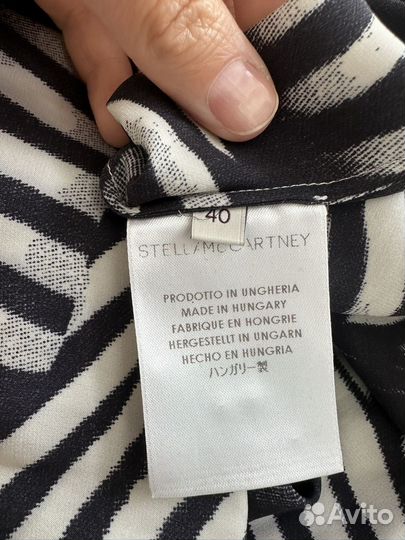 40
STELLA McCARTNEY
PRODOTTO IN UNGHERIA
MADE IN HUNGARY
FABRIQUE EN HONGRIE
HERGESTELLT IN UNGARN
HECHO EN HUNGRIA
ハンガリー製
Avito